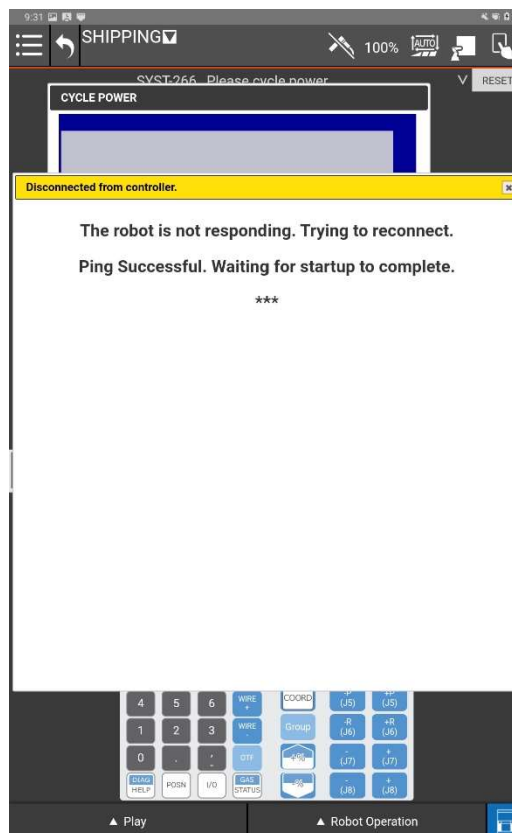 9:31
SHIPPING
100%
AUTO
SYST-266 Please cycle power
RESET
CYCLE POWER
Disconnected from controller.
The robot is not responding. Trying to reconnect.
Ping Successful. Waiting for startup to complete.
***
4 5 6 WIRE + COORD (J5) (J5)
1 2 3 WIRE - Group -R (J6) +R (J6)
0 . , - OTF +% - (J7) + (J7)
DIAG HELP POSN I/O GAS STATUS -% - (J8) + (J8)
▲ Play ▲ Robot Operation